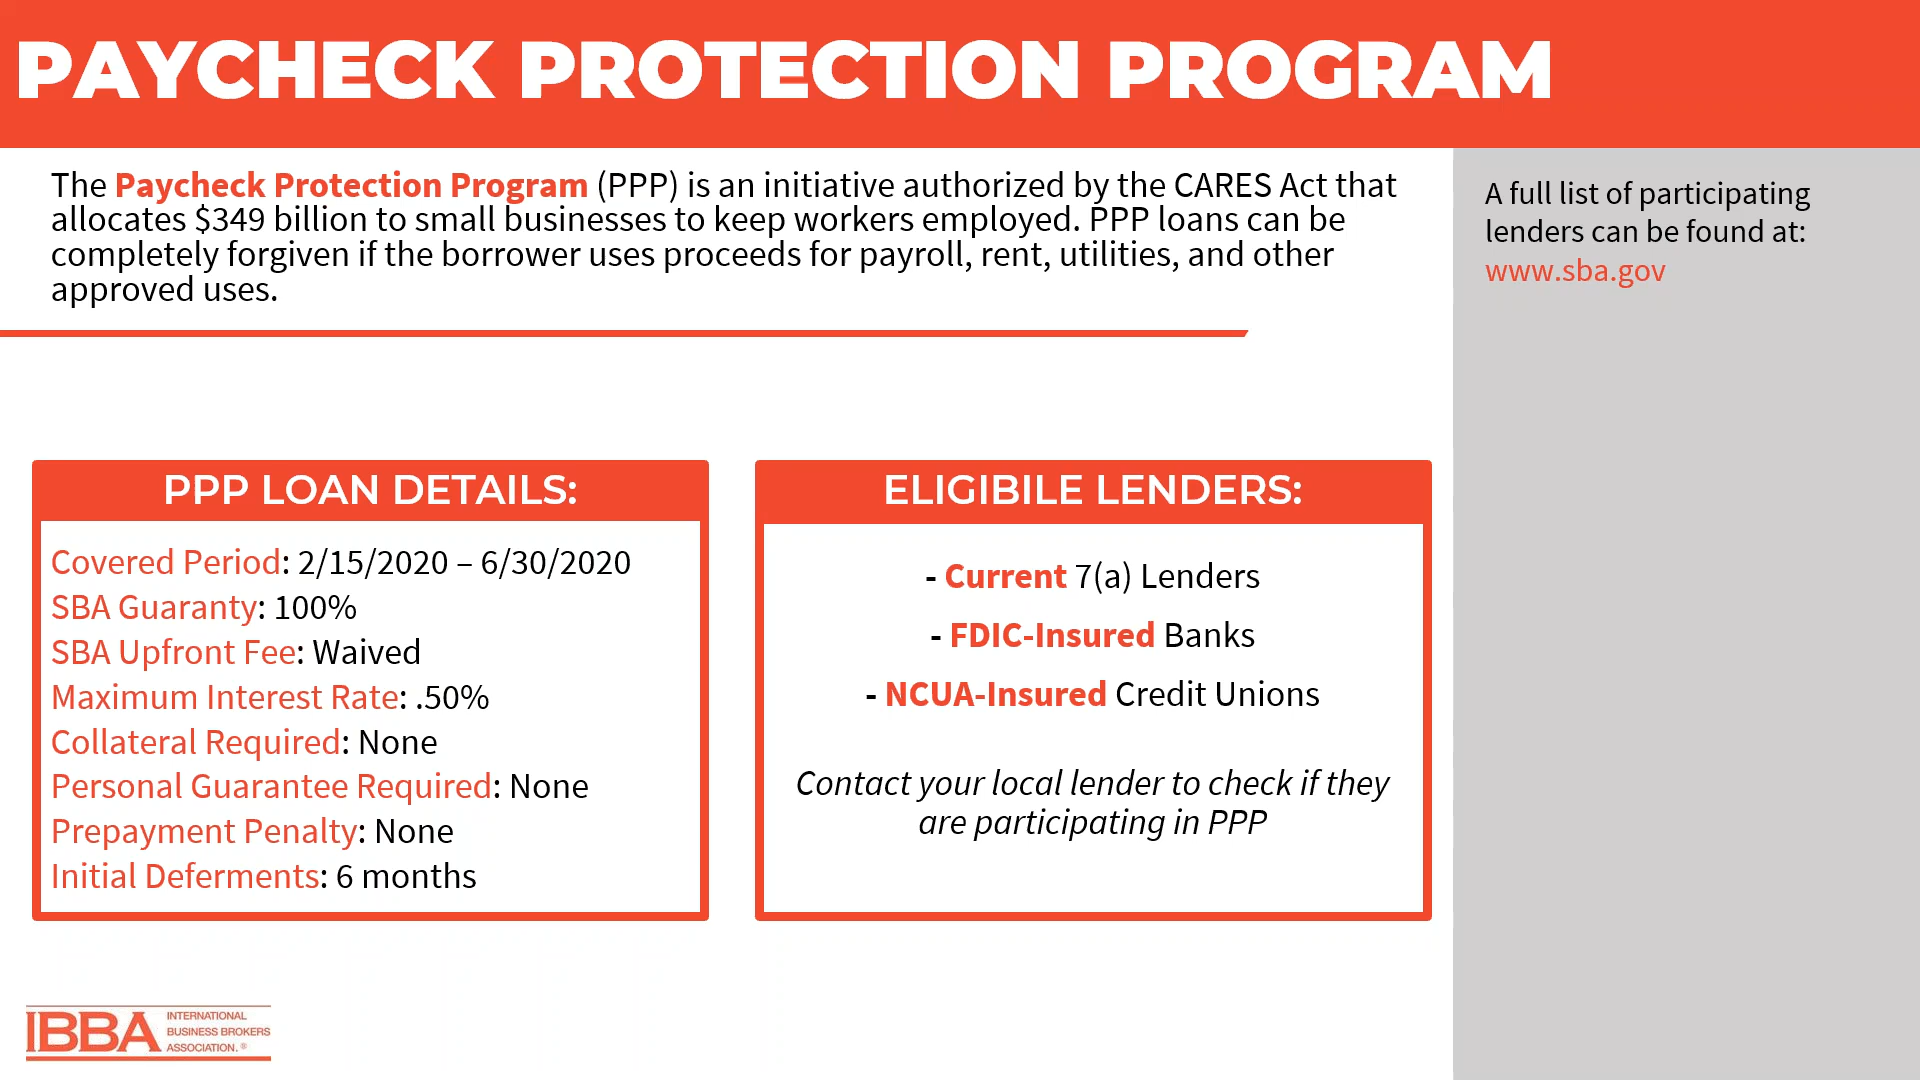 PAYCHECK PROTECTION PROGRAM
The Paycheck Protection Program (PPP) is an initiative authorized by the CARES Act that
allocates $349 billion to small businesses to keep workers employed. PPP loans can be
completely forgiven if the borrower uses proceeds for payroll, rent, utilities, and other
approved uses.
A full list of participating
lenders can be found at:
www.sba.gov
PPP LOAN DETAILS:
Covered Period: 2/15/2020 – 6/30/2020
SBA Guaranty: 100%
SBA Upfront Fee: Waived
Maximum Interest Rate: .50%
Collateral Required: None
Personal Guarantee Required: None
Prepayment Penalty: None
Initial Deferments: 6 months
ELIGIBILE LENDERS:
- Current 7(a) Lenders
- FDIC-Insured Banks
- NCUA-Insured Credit Unions
Contact your local lender to check if they
are participating in PPP
IBBA
INTERNATIONAL
BUSINESS BROKERS
ASSOCIATION.®